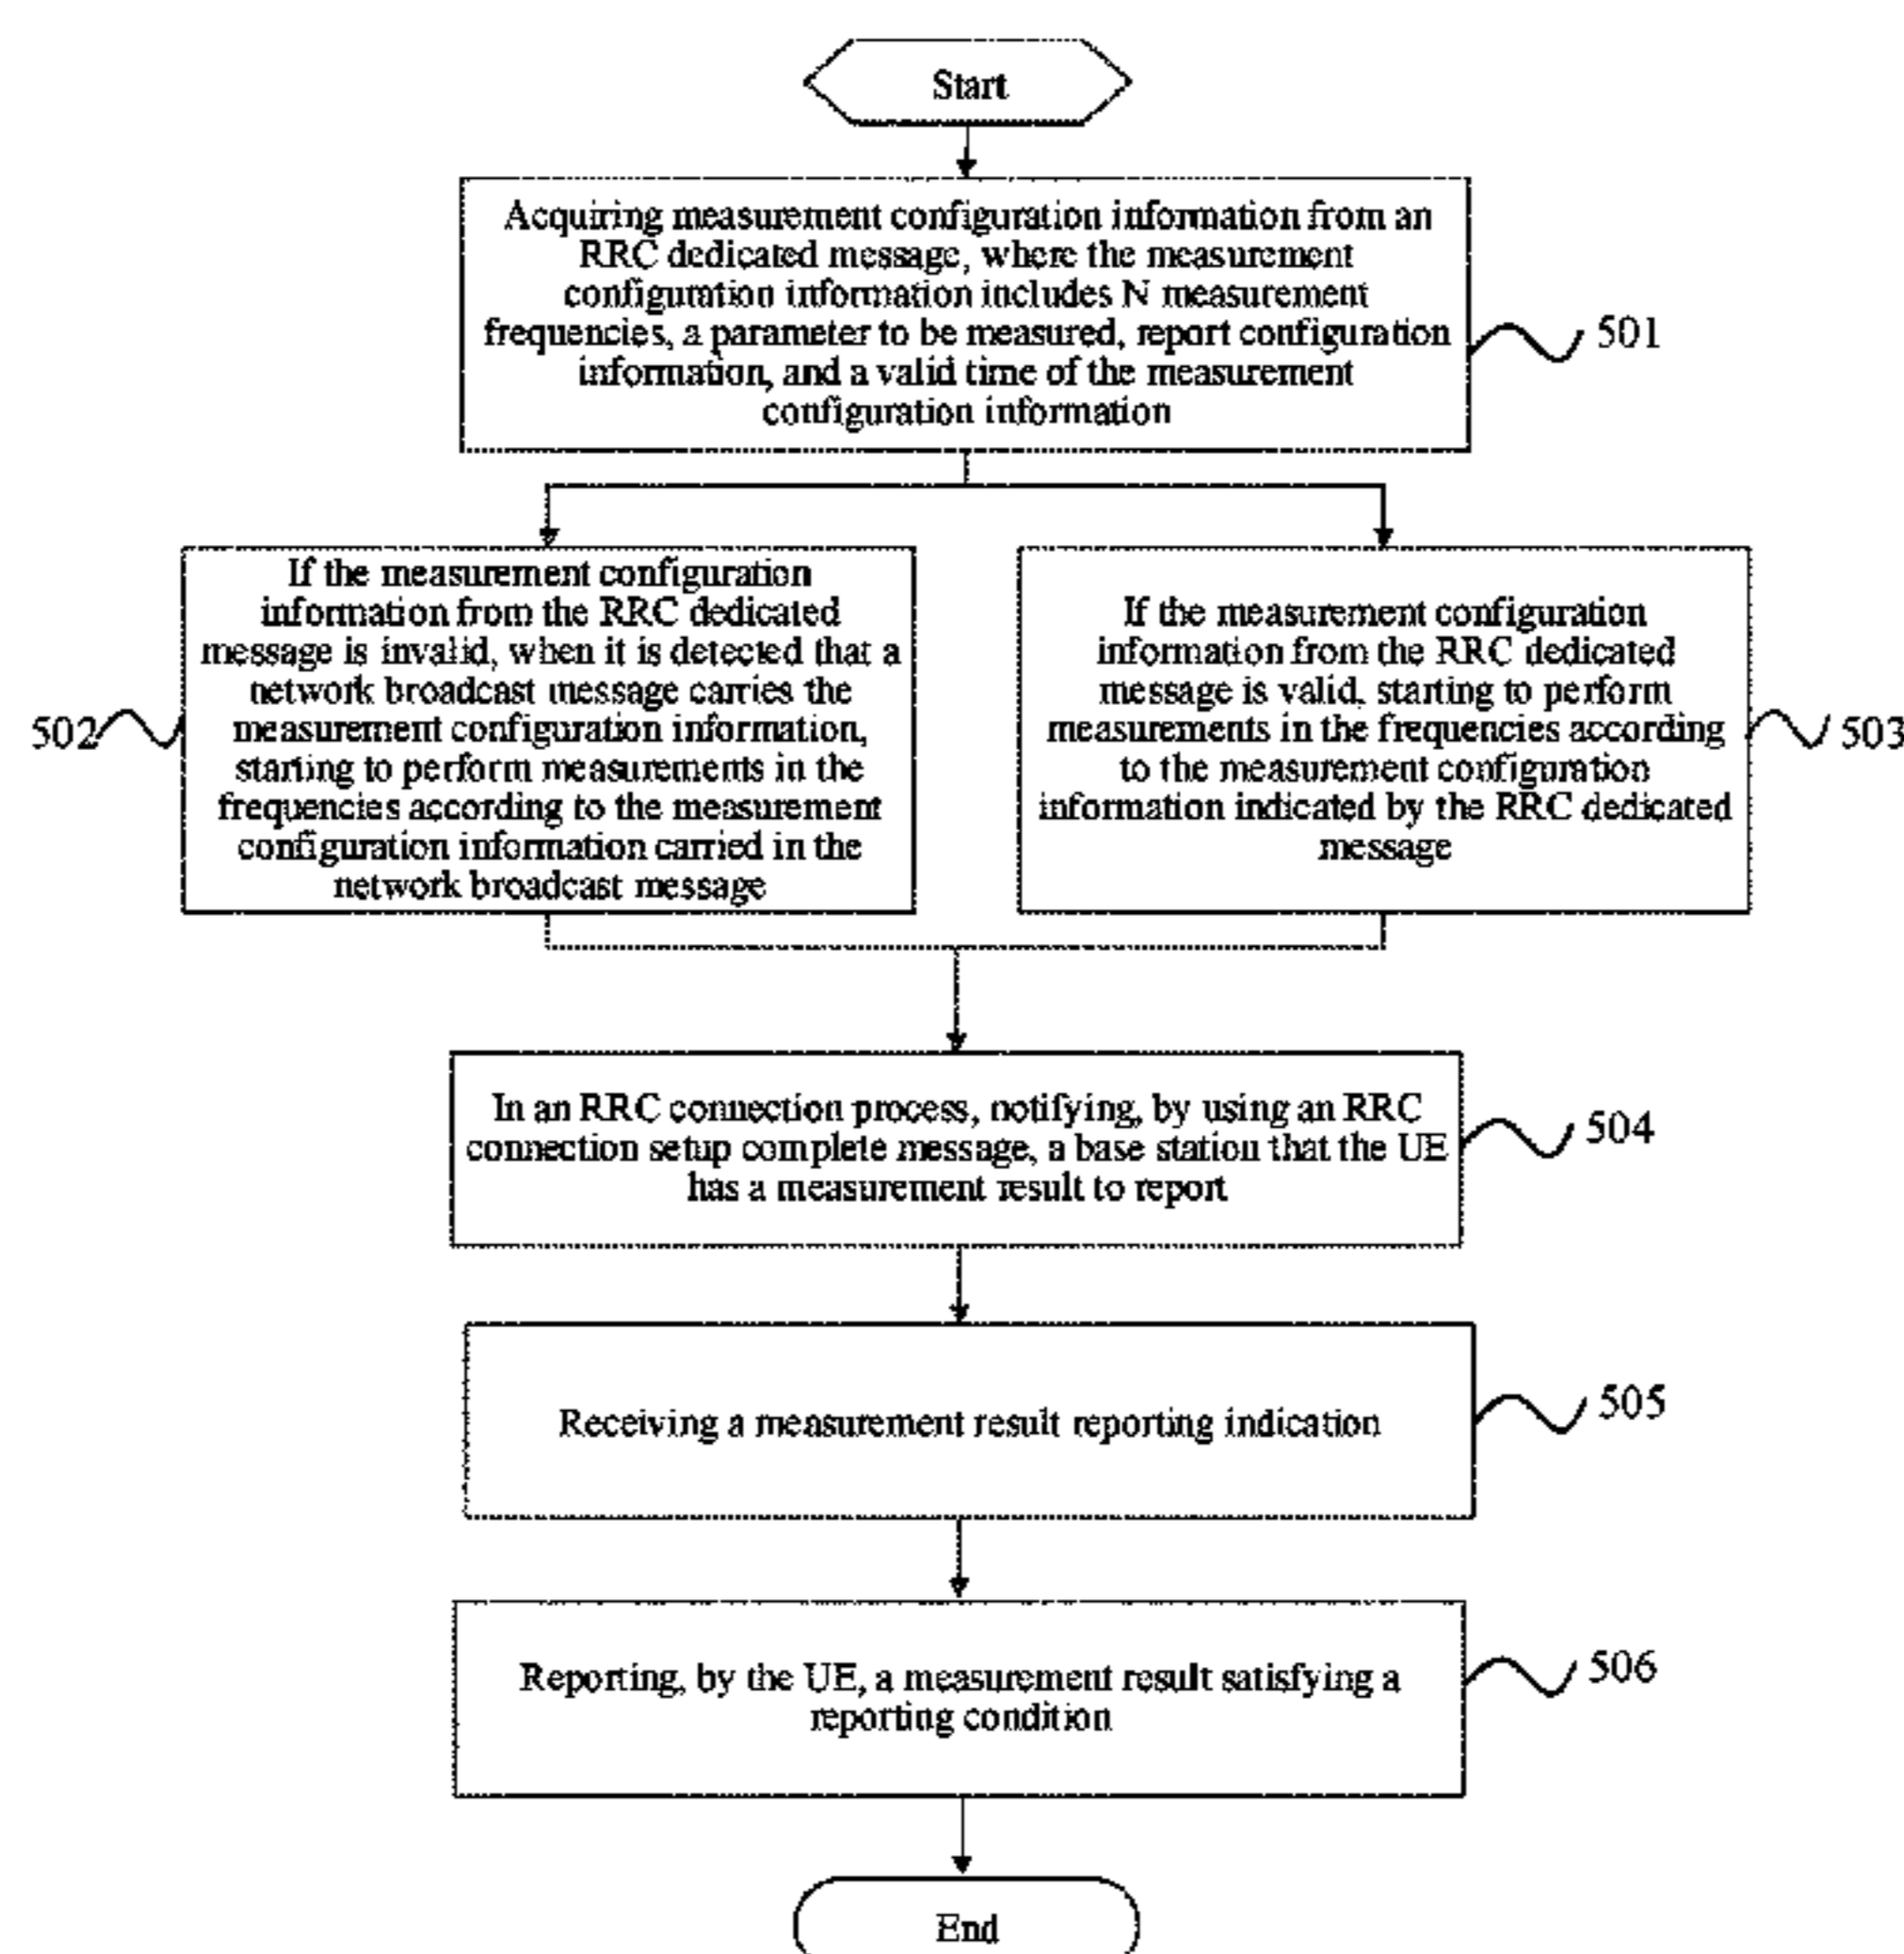 Start
Acquiring measurement configuration information from an
RRC dedicated message, where the measurement
configuration information includes N measurement
frequencies, a parameter to be measured, report configuration
information, and a valid time of the measurement
configuration information
501
If the measurement configuration
information from the RRC dedicated
message is invalid, when it is detected that a
network broadcast message carries the
measurement configuration information,
starting to perform measurements in the
frequencies according to the measurement
configuration information carried in the
network broadcast message
502
If the measurement configuration
information from the RRC dedicated
message is valid, starting to perform
measurements in the frequencies according
to the measurement configuration
information indicated by the RRC dedicated
message
503
In an RRC connection process, notifying, by using an RRC
connection setup complete message, a base station that the UE
has a measurement result to report
504
Receiving a measurement result reporting indication
505
Reporting, by the UE, a measurement result satisfying a
reporting condition
506
End